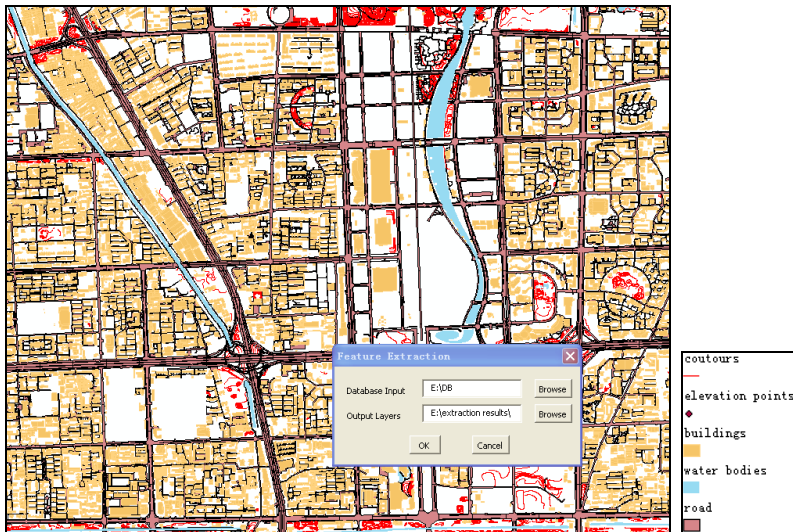 Feature Extraction
Database Input E:\DB Browse
Output Layers E:\extraction results\ Browse
OK Cancel
coutours
elevation points
buildings
water bodies
road